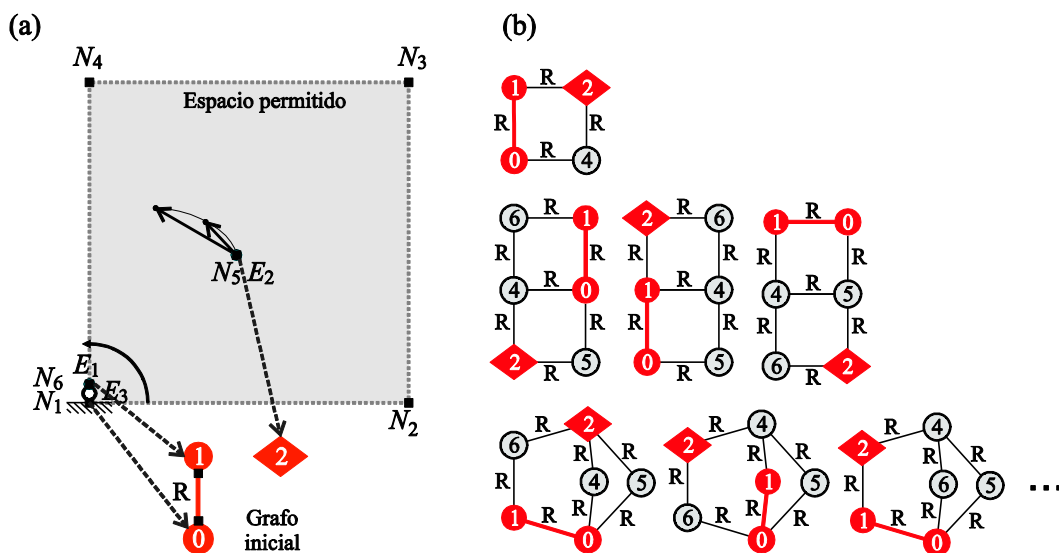 (a)
N4 N3
Espacio permitido
N5 E2
N6 E1
N1 E3
N2
1
R
0
2
Grafo
inicial
(b)
1 R 2
R R
0 R 4
6 R 1
R R
4 R 0
R R
2 R 5
2 R 6
R R
1 R 4
R R
0 R 5
1 R 0
R R
4 R 5
R R
6 R 2
6 R 2 R
R R 4 5
1 R 0 R
2 R 4 R
R R 1 5
6 R R 0 R
2 R 4 R
R R 6 5
1 R R 0 R
...